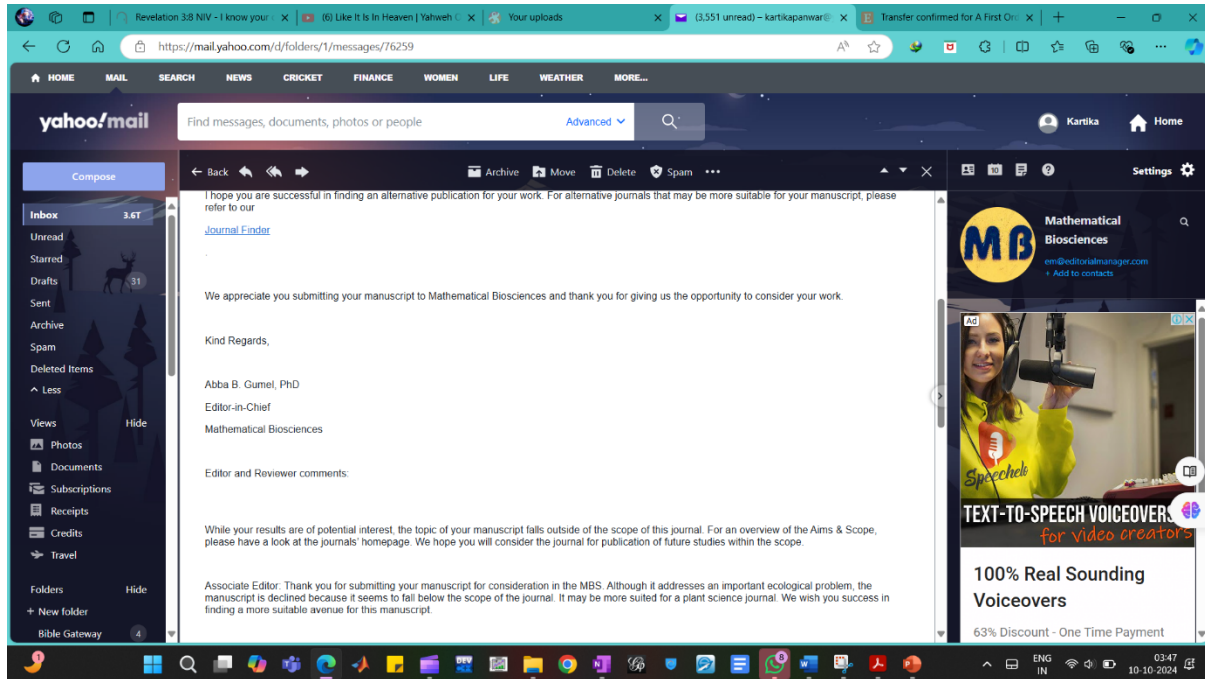 Revelation 3:8 NIV - I know your
(6) Like It Is In Heaven | Yahweh
Your uploads
(3,551 unread) – kartikapanwar@
Transfer confirmed for A First Orc
https://mail.yahoo.com/d/folders/1/messages/76259
HOME MAIL SEARCH NEWS CRICKET FINANCE WOMEN LIFE WEATHER MORE...
yahoo!mail
Find messages, documents, photos or people
Advanced
Kartika
Home
Compose
Back
Archive Move Delete Spam
10
Settings
Inbox 3.6T
Unread
Starred
Drafts 31
Sent
Archive
Spam
Deleted Items
Less
Views Hide
Photos
Documents
Subscriptions
Receipts
Credits
Travel
Folders Hide
+ New folder
Bible Gateway 4
I hope you are successful in finding an alternative publication for your work. For alternative journals that may be more suitable for your manuscript, please
refer to our
Journal Finder
.
We appreciate you submitting your manuscript to Mathematical Biosciences and thank you for giving us the opportunity to consider your work.
Kind Regards,
Abba B. Gumel, PhD
Editor-in-Chief
Mathematical Biosciences
Editor and Reviewer comments:
While your results are of potential interest, the topic of your manuscript falls outside of the scope of this journal. For an overview of the Aims & Scope,
please have a look at the journals' homepage. We hope you will consider the journal for publication of future studies within the scope.
Associate Editor: Thank you for submitting your manuscript for consideration in the MBS. Although it addresses an important ecological problem, the
manuscript is declined because it seems to fall below the scope of the journal. It may be more suited for a plant science journal. We wish you success in
finding a more suitable avenue for this manuscript.
MB
Mathematical
Biosciences
em@editorialmanager.com
+ Add to contacts
Ad
Speechelo
TEXT-TO-SPEECH VOICEOVERS
for video creators
100% Real Sounding
Voiceovers
63% Discount - One Time Payment
1
DEV
8
ENG
IN
03:47
10-10-2024